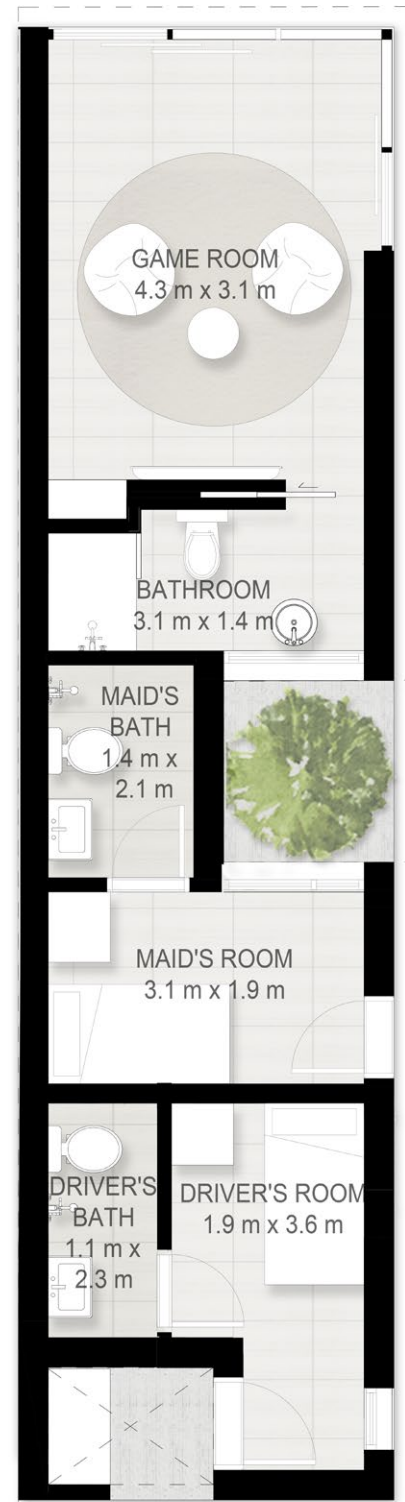 GAME ROOM
4.3 m x 3.1 m
BATHROOM
3.1 m x 1.4 m
MAID'S
BATH
1.4 m x
2.1 m
MAID'S ROOM
3.1 m x 1.9 m
DRIVER'S
BATH
1.1 m x
2.3 m
DRIVER'S ROOM
1.9 m x 3.6 m